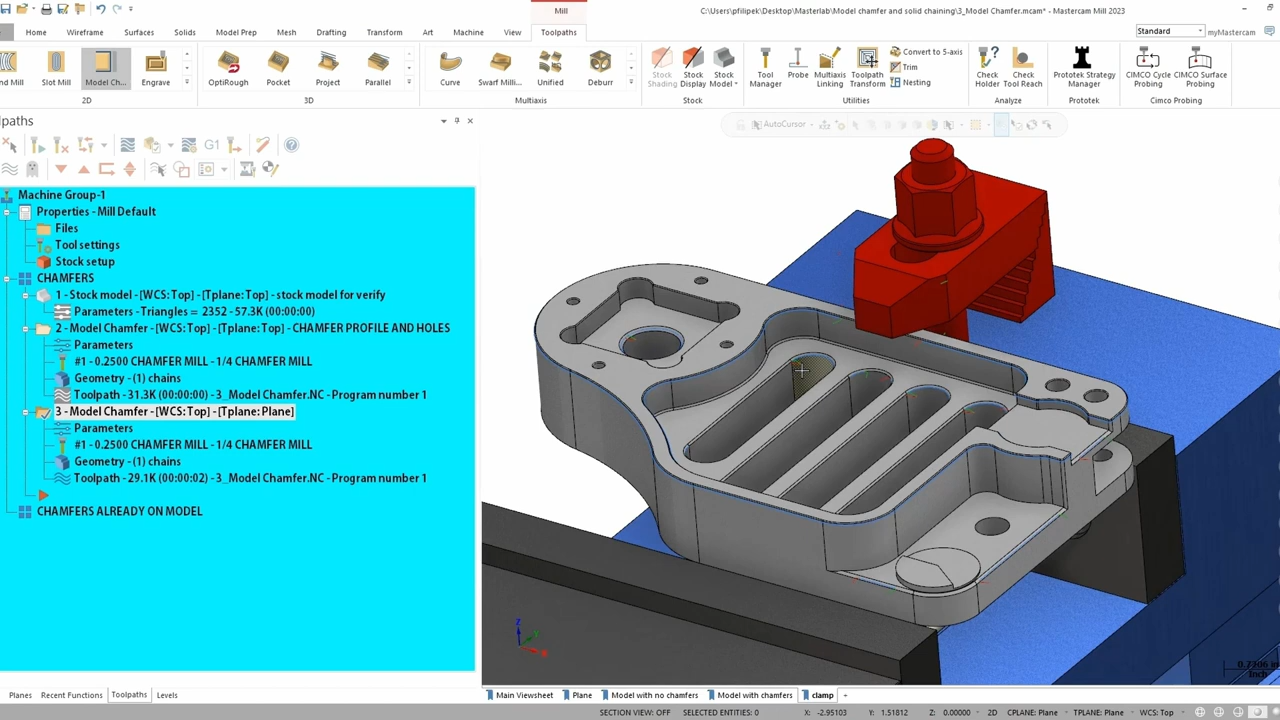 Mill
C:\Users\pfilipek\Desktop\Masterlab\Model chamfer and solid chaining\3_Model Chamfer.mcam* - Mastercam Mill 2023
Home Wireframe Surfaces Solids Model Prep Mesh Drafting Transform Art Machine View Toolpaths
Standard myMastercam
nd Mill Slot Mill Model Ch... Engrave
OptiRough Pocket Project Parallel
Curve Swarf Milli... Unified Deburr
Stock Shading Stock Display Stock Model
Tool Manager Probe Multiaxis Linking Toolpath Transform
Convert to 5-axis
Trim
Nesting
Check Holder Check Tool Reach
Prototek Strategy Manager
CIMCO Cycle Probing CIMCO Surface Probing
2D 3D Multiaxis Stock Utilities Analyze Prototek Cimco Probing
lpaths
AutoCursor
G1
Machine Group-1
Properties - Mill Default
Files
Tool settings
Stock setup
CHAMFERS
1 - Stock model - [WCS: Top] - [Tplane: Top] - stock model for verify
Parameters - Triangles = 2352 - 57.3K (00:00:00)
2 - Model Chamfer - [WCS: Top] - [Tplane: Top] - CHAMFER PROFILE AND HOLES
Parameters
#1 - 0.2500 CHAMFER MILL - 1/4 CHAMFER MILL
Geometry - (1) chains
Toolpath - 31.3K (00:00:00) - 3_Model Chamfer.NC - Program number 1
3 - Model Chamfer - [WCS: Top] - [Tplane: Plane]
Parameters
#1 - 0.2500 CHAMFER MILL - 1/4 CHAMFER MILL
Geometry - (1) chains
Toolpath - 29.1K (00:00:02) - 3_Model Chamfer.NC - Program number 1
CHAMFERS ALREADY ON MODEL
Z
X
Inch
Planes Recent Functions Toolpaths Levels
Main Viewsheet Plane Model with no chamfers Model with chamfers clamp +
SECTION VIEW: OFF SELECTED ENTITIES: 0 X: -2.95103 Y: 1.51812 Z: 0.00000 2D CPLANE: Plane TPLANE: Plane WCS: Top